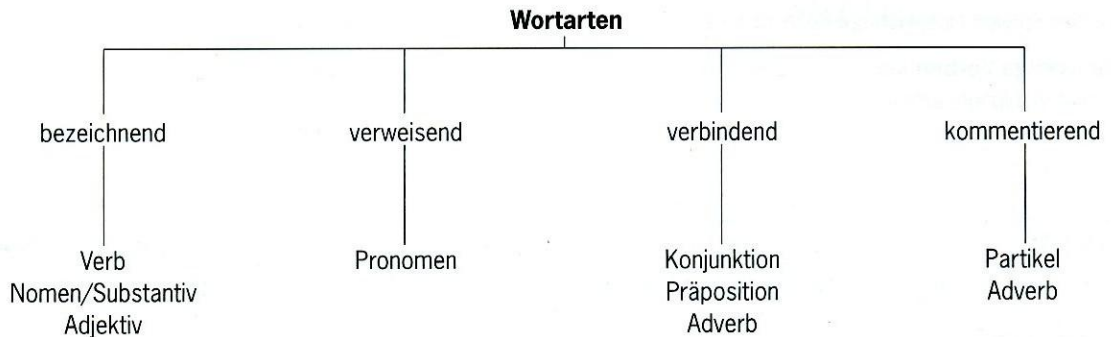 Wortarten
bezeichnend verweisend verbindend kommentierend
Verb Pronomen Konjunktion Partikel
Nomen/Substantiv Präposition Adverb
Adjektiv Adverb